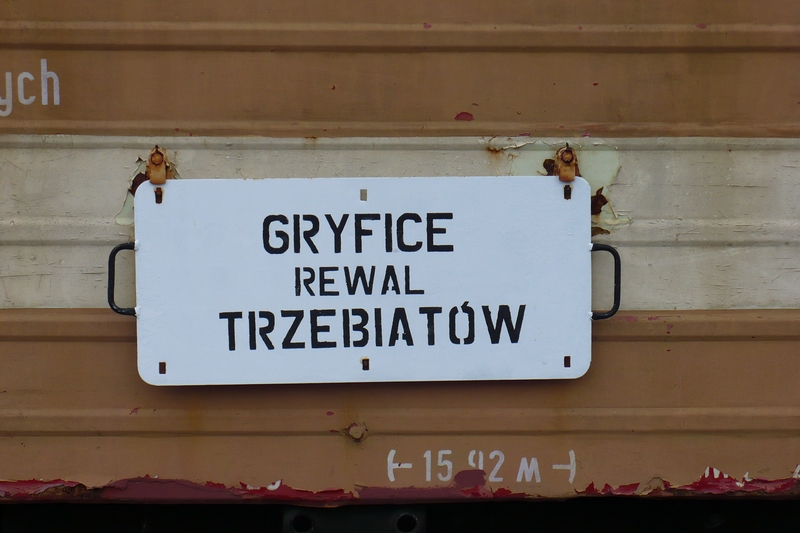 ych
GRYFICE
REWAL
TRZEBIATÓW
⊢15 92 M⊣